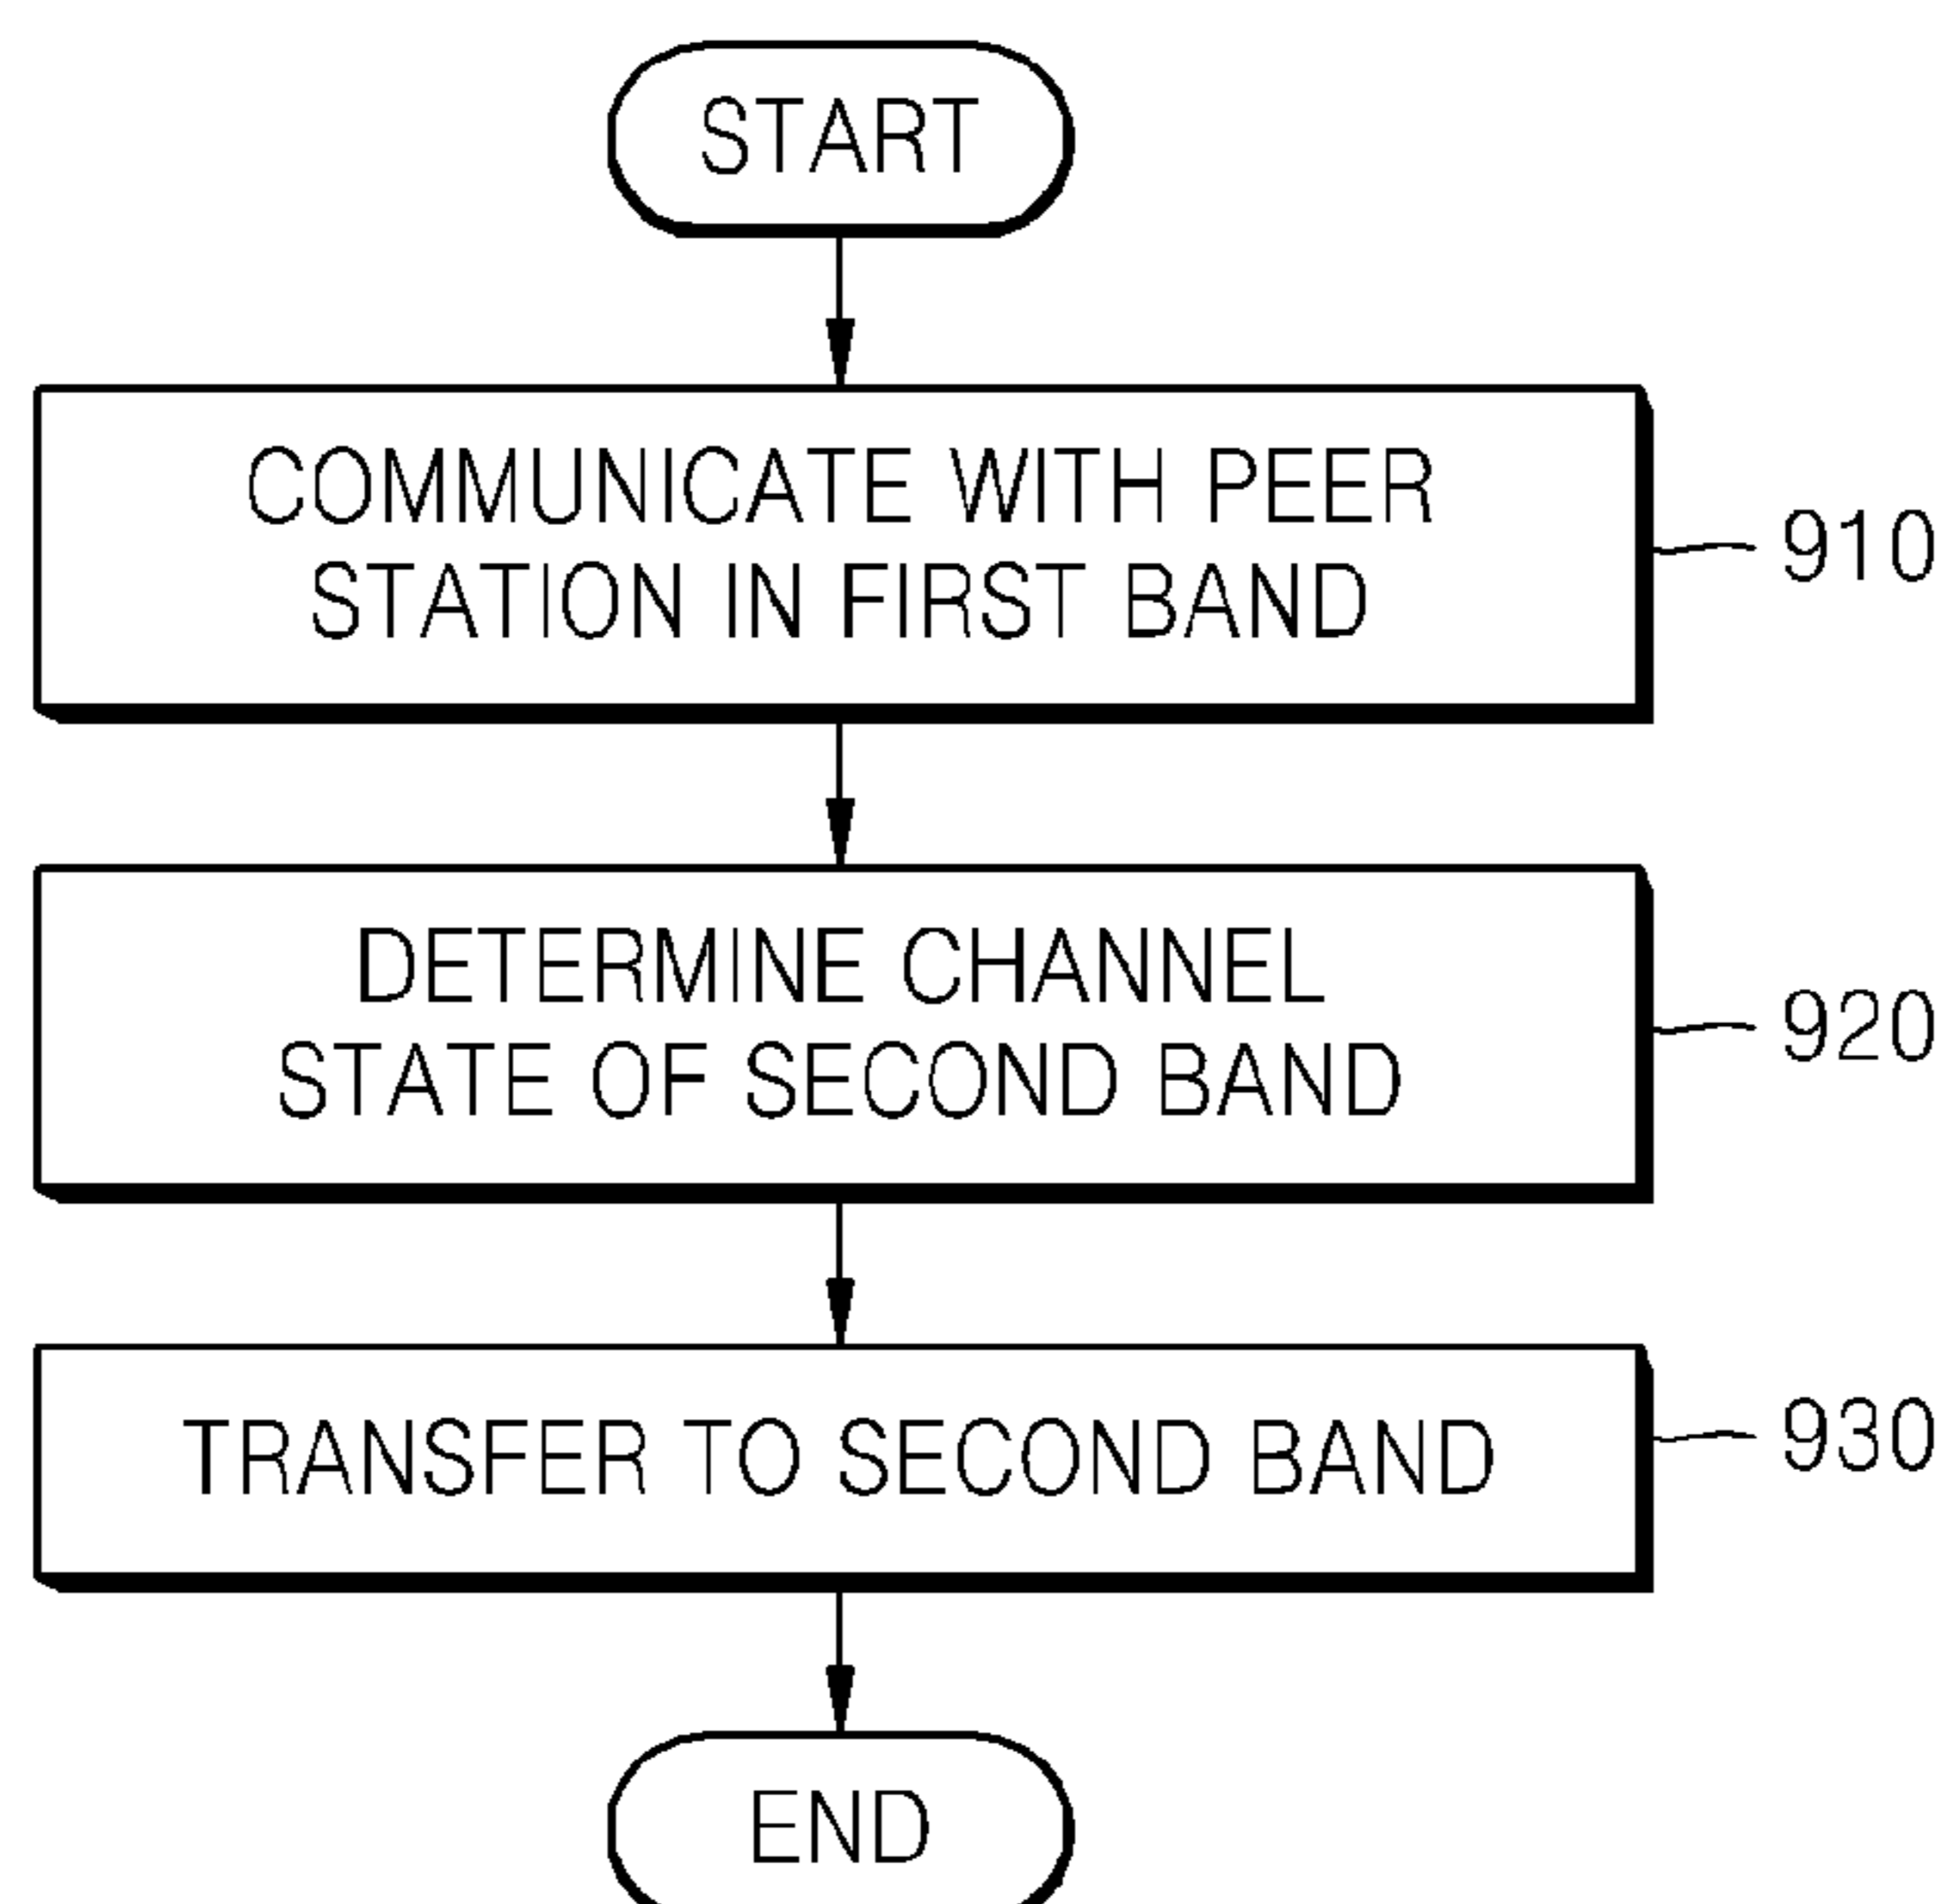 START
COMMUNICATE WITH PEER
STATION IN FIRST BAND
910
DETERMINE CHANNEL
STATE OF SECOND BAND
920
TRANSFER TO SECOND BAND
930
END